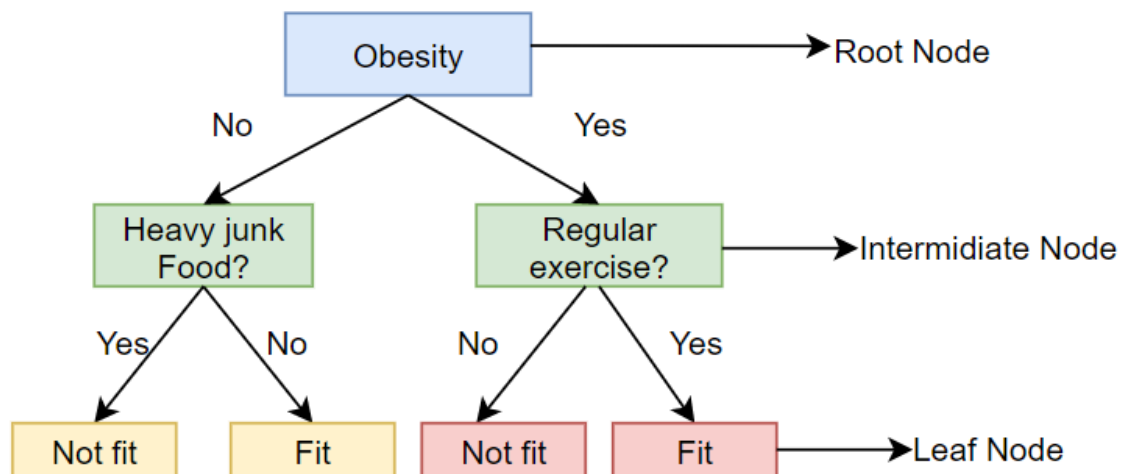 Obesity
Root Node
No
Yes
Heavy junk
Food?
Regular
exercise?
Intermidiate Node
Yes
No
No
Yes
Not fit
Fit
Not fit
Fit
Leaf Node